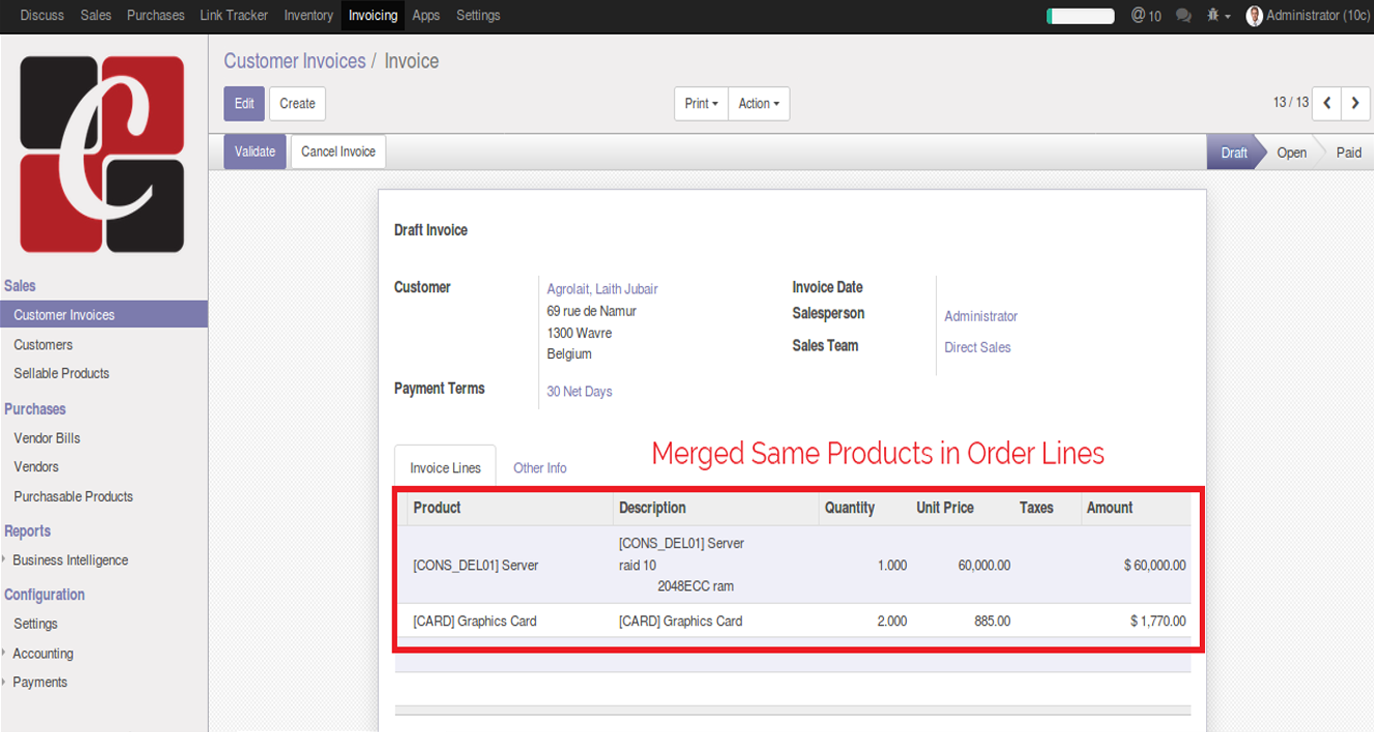 Discuss Sales Purchases Link Tracker Inventory Invoicing Apps Settings @ 10 Administrator (10c)
Customer Invoices / Invoice
Edit Create Print Action 13 / 13
Validate Cancel Invoice Draft Open Paid
C
Sales
Customer Invoices
Customers
Sellable Products
Purchases
Vendor Bills
Vendors
Purchasable Products
Reports
Business Intelligence
Configuration
Settings
Accounting
Payments
Draft Invoice
Customer Agrolait, Laith Jubair
69 rue de Namur
1300 Wavre
Belgium
Payment Terms 30 Net Days
Invoice Date
Salesperson Administrator
Sales Team Direct Sales
Invoice Lines Other Info
Merged Same Products in Order Lines
Product Description Quantity Unit Price Taxes Amount
[CONS_DEL01] Server [CONS_DEL01] Server
raid 10
2048ECC ram 1.000 60,000.00 $ 60,000.00
[CARD] Graphics Card [CARD] Graphics Card 2.000 885.00 $ 1,770.00